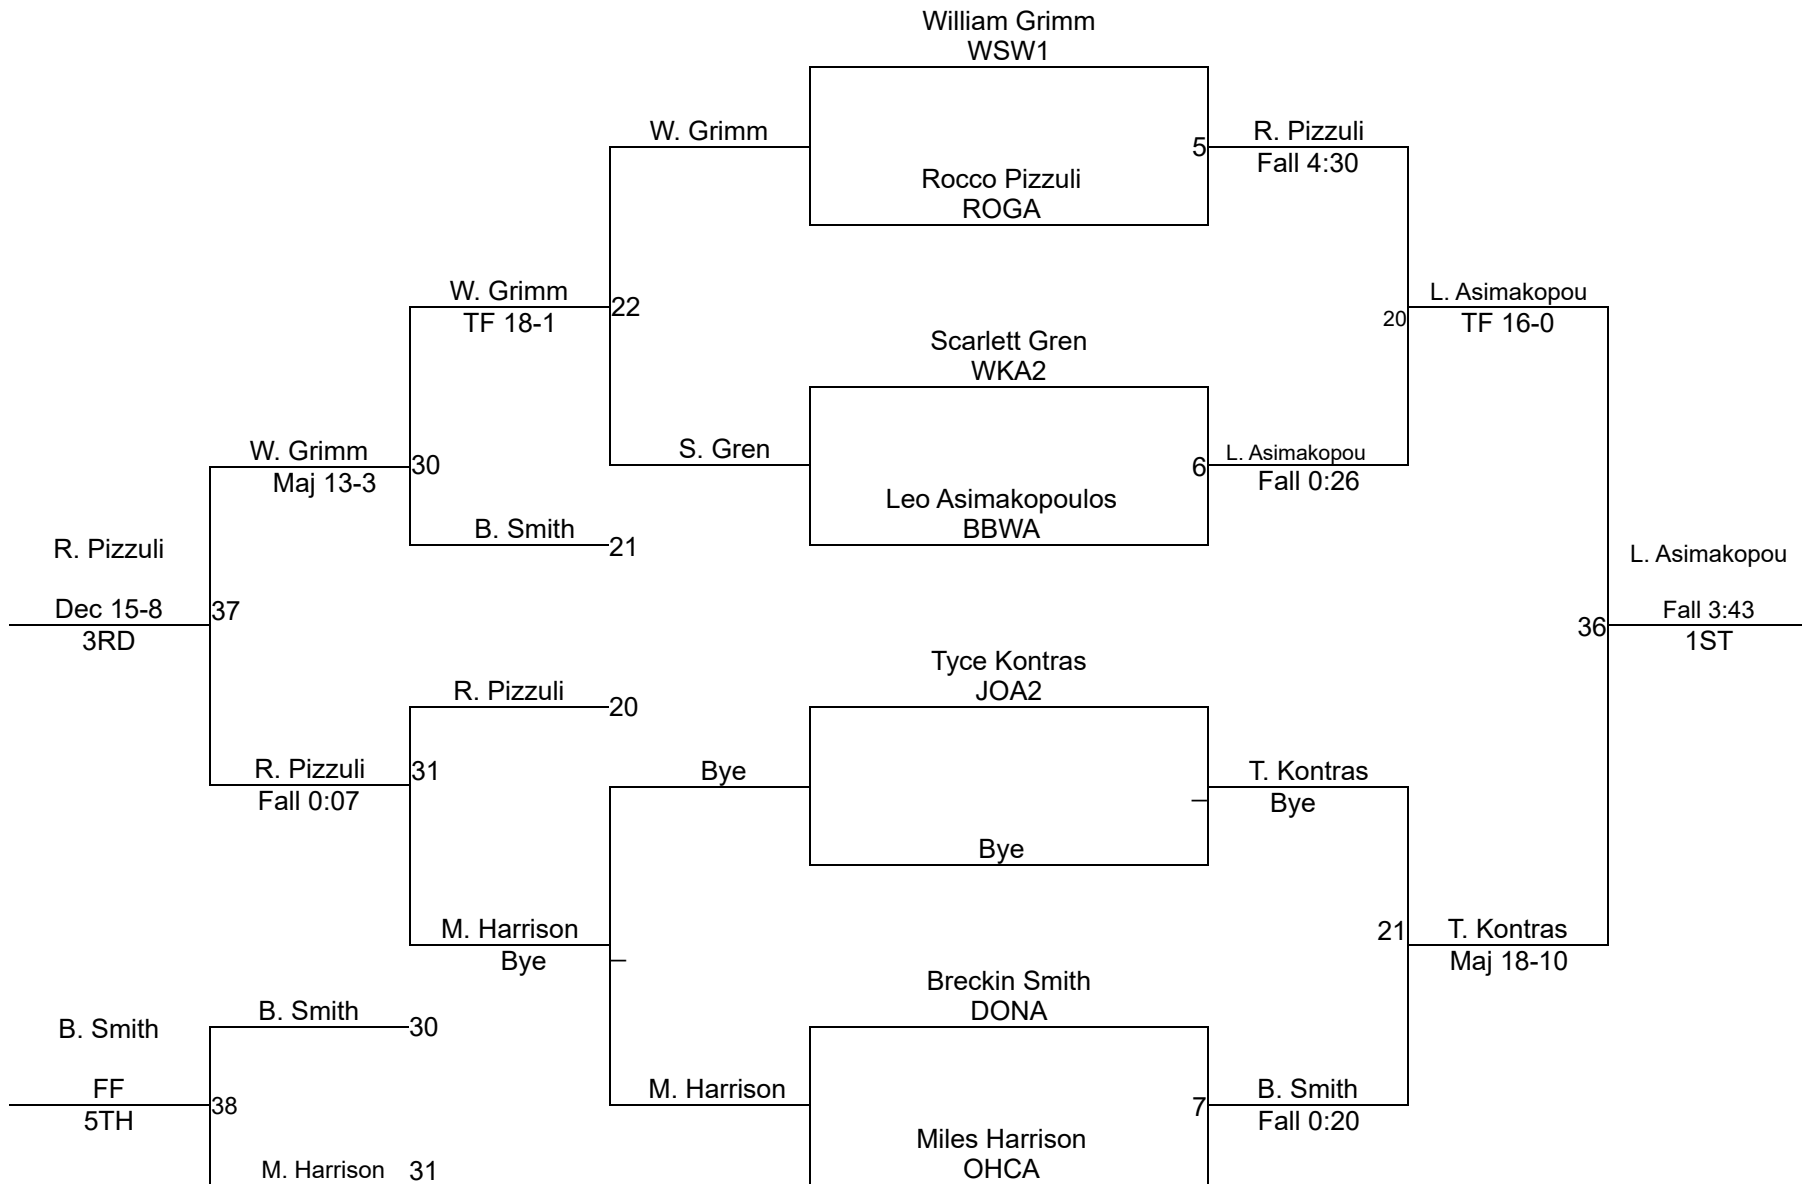 William Grimm
WSW1
W. Grimm
5
R. Pizzuli
Fall 4:30
Rocco Pizzuli
ROGA
W. Grimm
TF 18-1
22
L. Asimakopou
20
TF 16-0
Scarlett Gren
WKA2
W. Grimm
Maj 13-3
30
S. Gren
6
L. Asimakopou
Fall 0:26
Leo Asimakopoulos
BBWA
B. Smith
21
R. Pizzuli
Dec 15-8
3RD
37
L. Asimakopou
36
Fall 3:43
1ST
Tyce Kontras
JOA2
R. Pizzuli
20
R. Pizzuli
Fall 0:07
31
Bye
T. Kontras
Bye
Bye
M. Harrison
Bye
21
T. Kontras
Maj 18-10
Breckin Smith
DONA
B. Smith
30
B. Smith
FF
5TH
38
M. Harrison
7
B. Smith
Fall 0:20
Miles Harrison
OHCA
M. Harrison 31